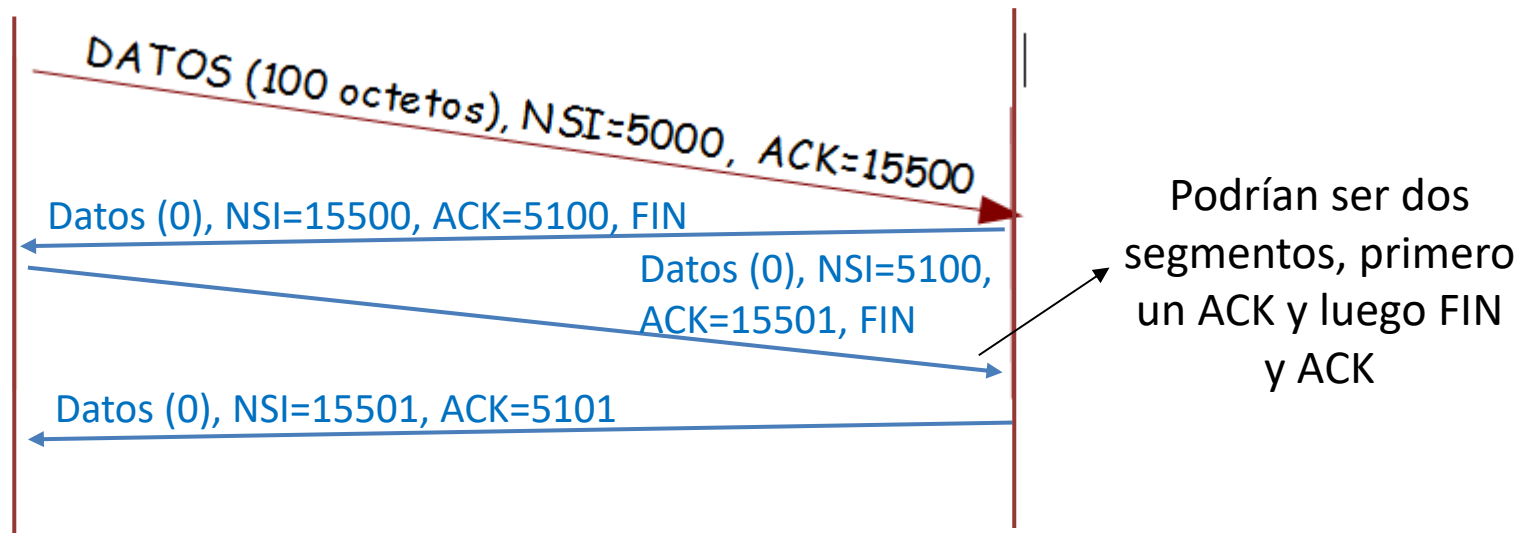 DATOS (100 octetos), NSI=5000, ACK=15500
Datos (0), NSI=15500, ACK=5100, FIN
Datos (0), NSI=5100,
ACK=15501, FIN
Datos (0), NSI=15501, ACK=5101
Podrían ser dos
segmentos, primero
un ACK y luego FIN
y ACK